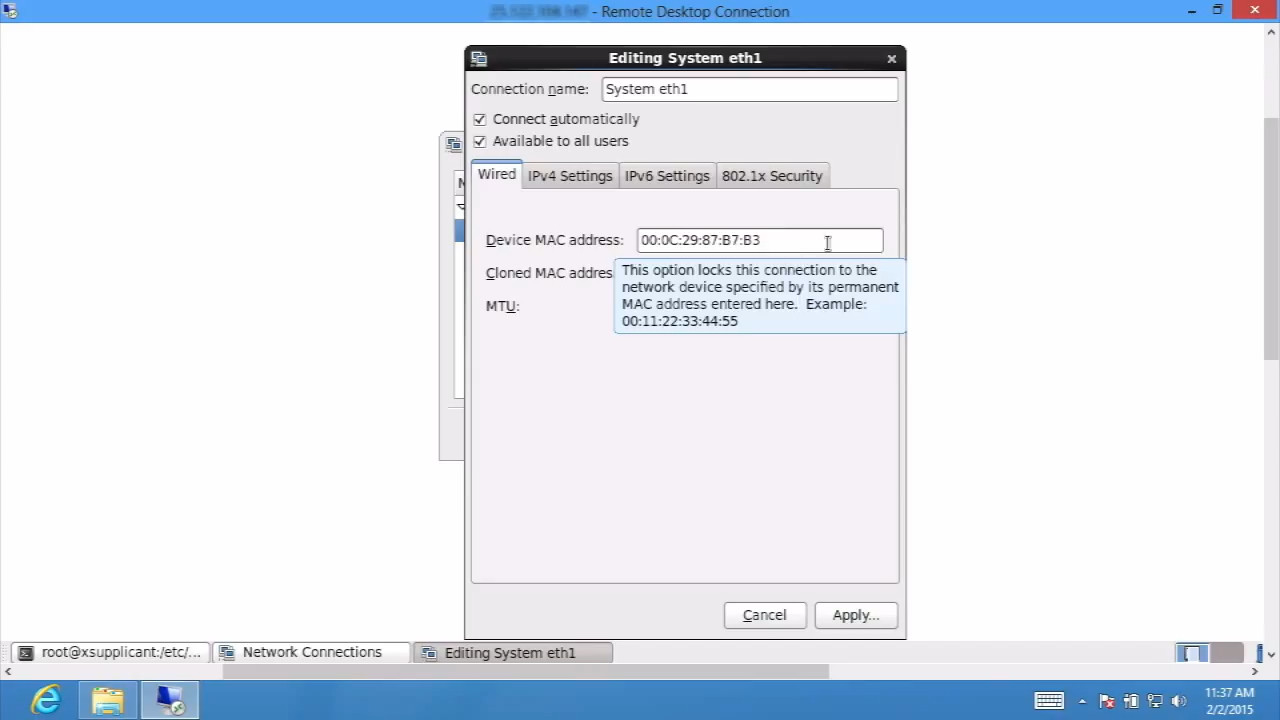 - Remote Desktop Connection
Editing System eth1
Connection name: System eth1
Connect automatically
Available to all users
Wired IPv4 Settings IPv6 Settings 802.1x Security
Device MAC address: 00:0C:29:87:B7:B3
Cloned MAC addres
This option locks this connection to the
network device specified by its permanent
MAC address entered here. Example:
00:11:22:33:44:55
MTU:
Cancel Apply...
root@xsupplicant:/etc/... Network Connections Editing System eth1
11:37 AM
2/2/2015